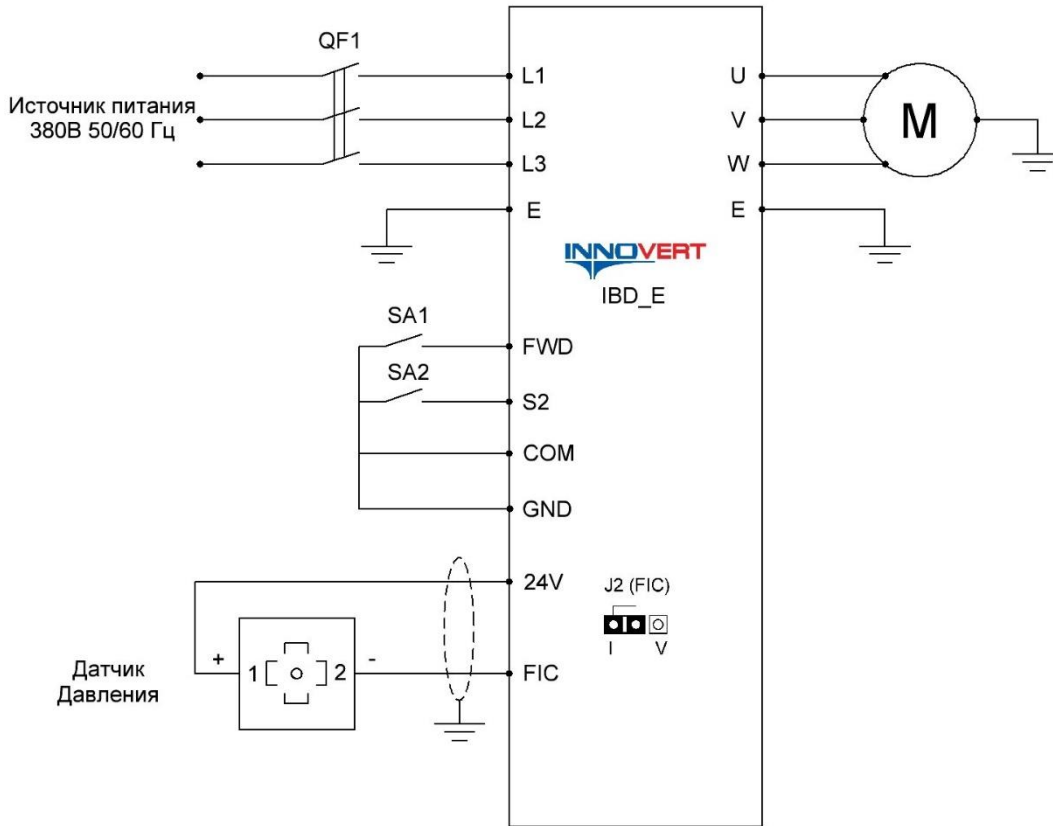 QF1
Источник питания
380В 50/60 Гц
L1
L2
L3
E
U
V
W
E
M
INNOVERT
IBD_E
SA1
FWD
SA2
S2
COM
GND
24V
J2 (FIC)
I V
Датчик
Давления
+ 1 2 -
FIC